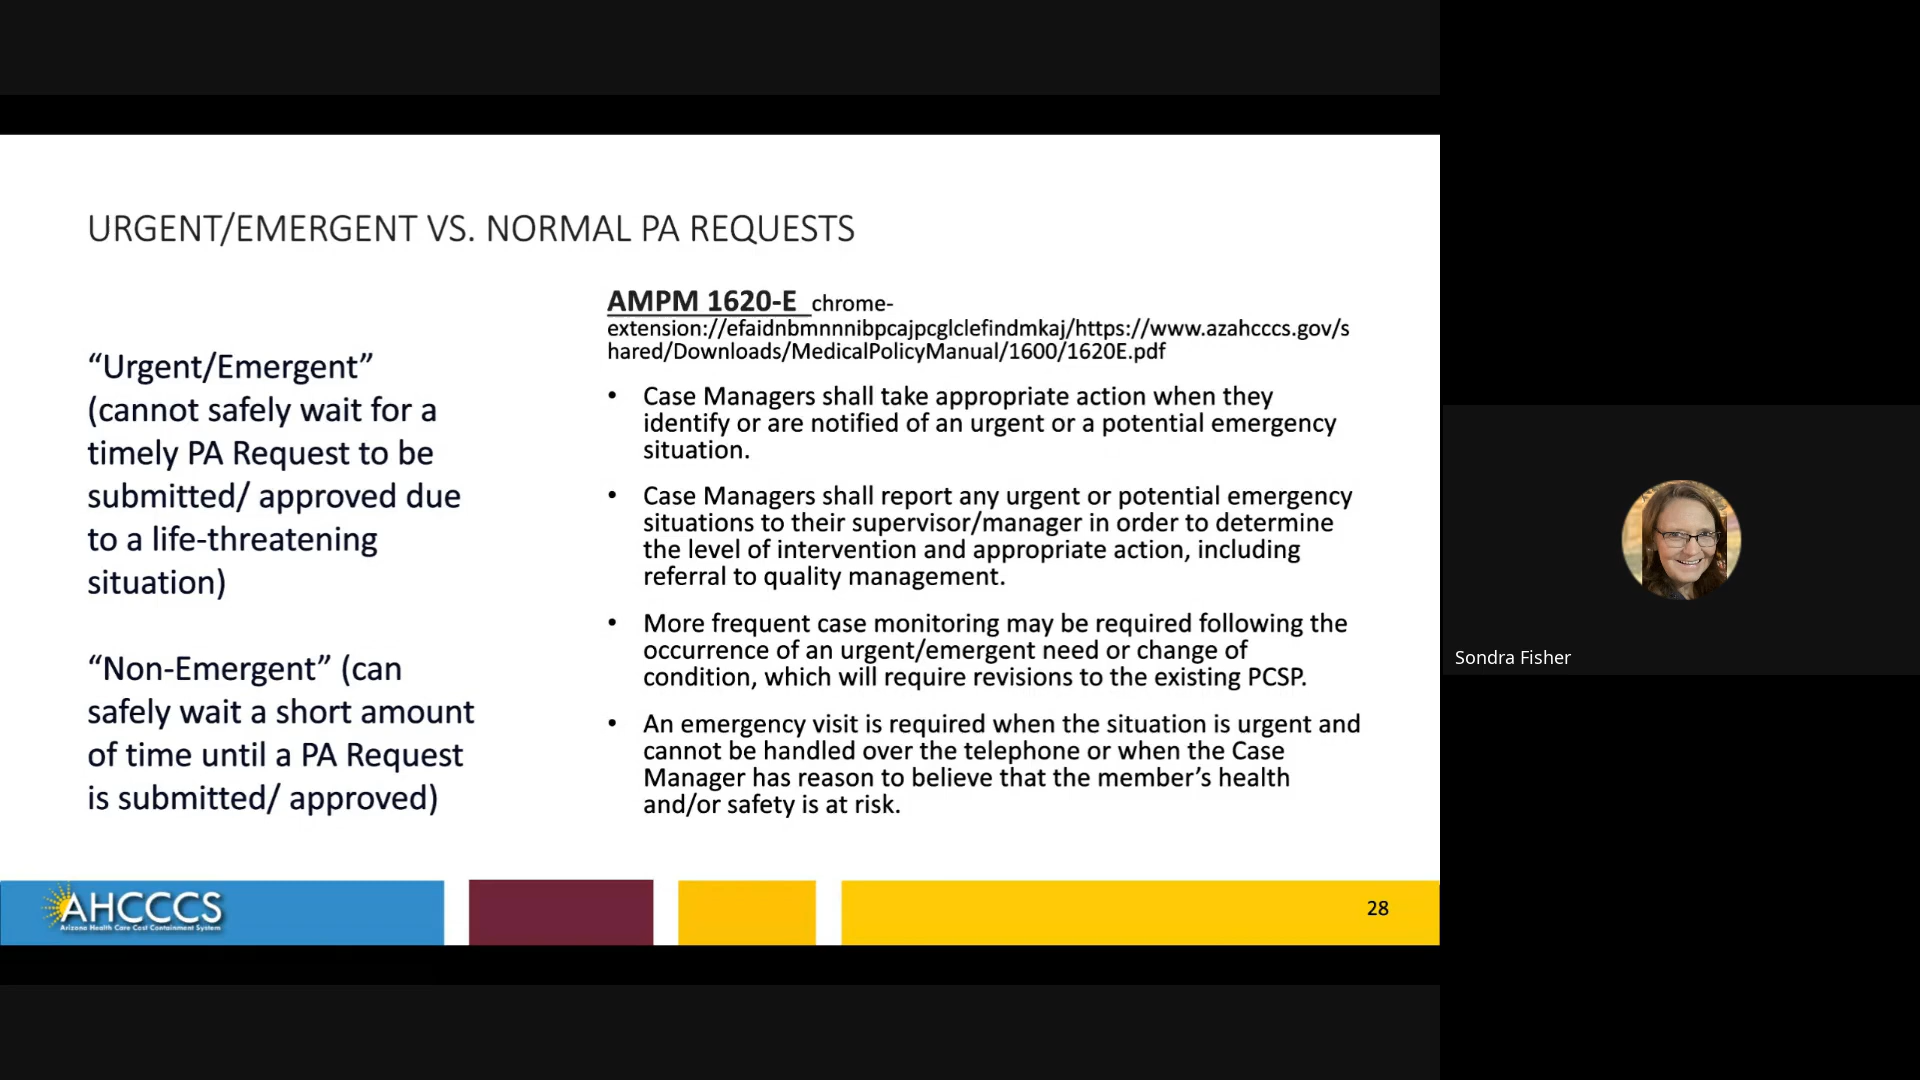 URGENT/EMERGENT VS. NORMAL PA REQUESTS
“Urgent/Emergent”
(cannot safely wait for a
timely PA Request to be
submitted/ approved due
to a life-threatening
situation)
“Non-Emergent” (can
safely wait a short amount
of time until a PA Request
is submitted/ approved)
AMPM 1620-E chrome-
extension://efaidnbmnnnibpcajpcglclefindmkaj/https://www.azahcccs.gov/s
hared/Downloads/MedicalPolicyManual/1600/1620E.pdf
• Case Managers shall take appropriate action when they
identify or are notified of an urgent or a potential emergency
situation.
• Case Managers shall report any urgent or potential emergency
situations to their supervisor/manager in order to determine
the level of intervention and appropriate action, including
referral to quality management.
• More frequent case monitoring may be required following the
occurrence of an urgent/emergent need or change of
condition, which will require revisions to the existing PCSP.
• An emergency visit is required when the situation is urgent and
cannot be handled over the telephone or when the Case
Manager has reason to believe that the member’s health
and/or safety is at risk.
AHCCCS
Arizona Health Care Cost Containment System
28
Sondra Fisher